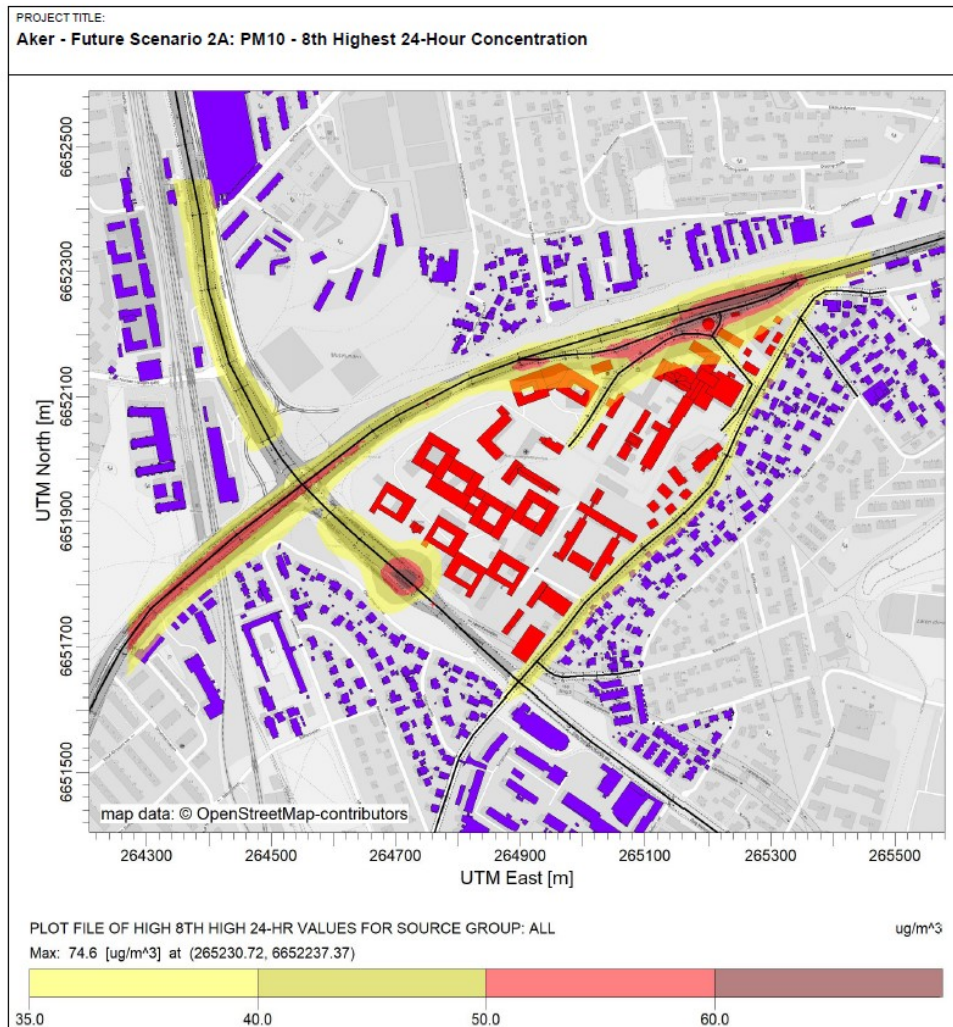 PROJECT TITLE:
Aker - Future Scenario 2A: PM10 - 8th Highest 24-Hour Concentration
UTM North [m]
6652500
6652300
6652100
6651900
6651700
6651500
map data: © OpenStreetMap-contributors
264300 264500 264700 264900 265100 265300 265500
UTM East [m]
PLOT FILE OF HIGH 8TH HIGH 24-HR VALUES FOR SOURCE GROUP: ALL ug/m^3
Max: 74.6 [ug/m^3] at (265230.72, 6652237.37)
35.0 40.0 50.0 60.0